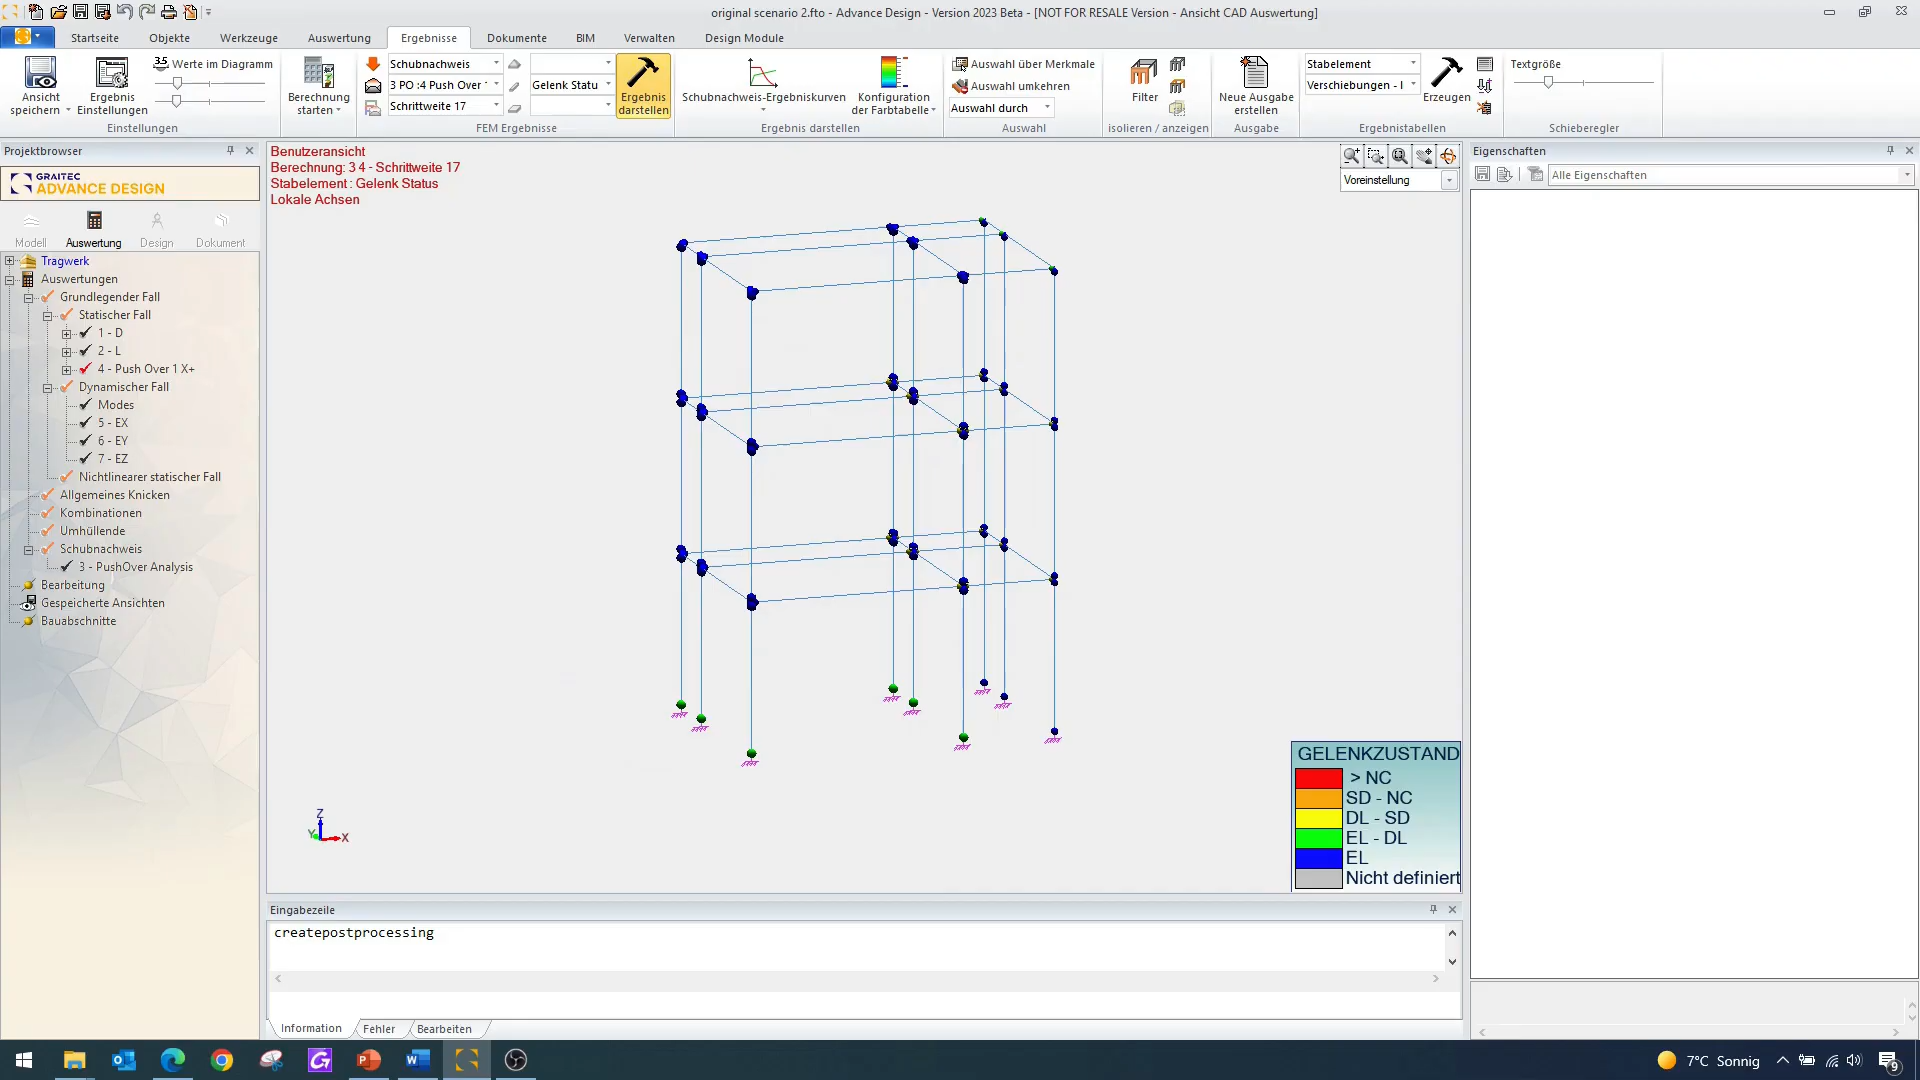 original scenario 2.fto - Advance Design - Version 2023 Beta - [NOT FOR RESALE Version - Ansicht CAD Auswertung]
Startseite Objekte Werkzeuge Auswertung Ergebnisse Dokumente BIM Verwalten Design Module
Ansicht speichern
Ergebnis Einstellungen
3.5 Werte im Diagramm
Einstellungen
Berechnung starten
Schubnachweis
3 PO :4 Push Over
Schrittweite 17
Gelenk Statu
Ergebnis darstellen
FEM Ergebnisse
Schubnachweis-Ergebniskurven
Konfiguration der Farbtabelle
Ergebnis darstellen
Auswahl über Merkmale
Auswahl umkehren
Auswahl durch
Auswahl
Filter
isolieren / anzeigen
Neue Ausgabe erstellen
Ausgabe
Stabelement
Verschiebungen - I
Erzeugen
Ergebnistabellen
Textgröße
Schieberegler
Projektbrowser
GRAITEC
ADVANCE DESIGN
Modell Auswertung Design Dokument
Tragwerk
Auswertungen
Grundlegender Fall
Statischer Fall
1 - D
2 - L
4 - Push Over 1 X+
Dynamischer Fall
Modes
5 - EX
6 - EY
7 - EZ
Nichtlinearer statischer Fall
Allgemeines Knicken
Kombinationen
Umhüllende
Schubnachweis
3 - PushOver Analysis
Bearbeitung
Gespeicherte Ansichten
Bauabschnitte
Benutzeransicht
Berechnung: 3 4 - Schrittweite 17
Stabelement : Gelenk Status
Lokale Achsen
Voreinstellung
Z
Y
X
GELENKZUSTAND
> NC
SD - NC
DL - SD
EL - DL
EL
Nicht definiert
Eingabezeile
createpostprocessing
Information Fehler Bearbeiten
Eigenschaften
Alle Eigenschaften
7°C Sonnig
9